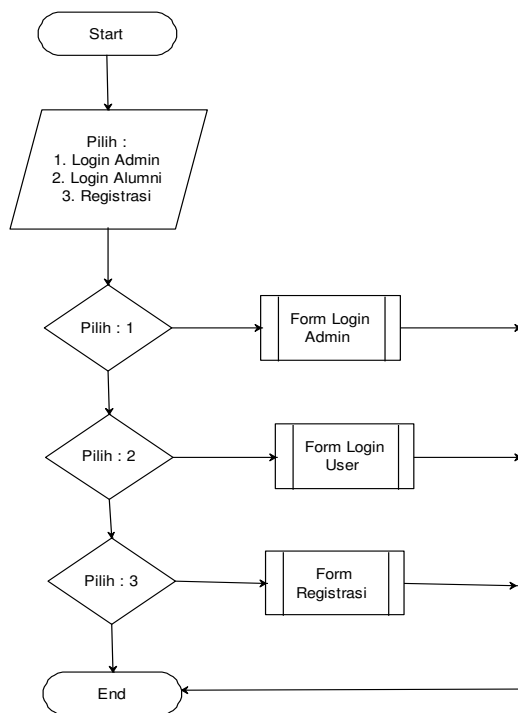 Start
Pilih :
1. Login Admin
2. Login Alumni
3. Registrasi
Pilih : 1
Form Login
Admin
Pilih : 2
Form Login
User
Pilih : 3
Form
Registrasi
End